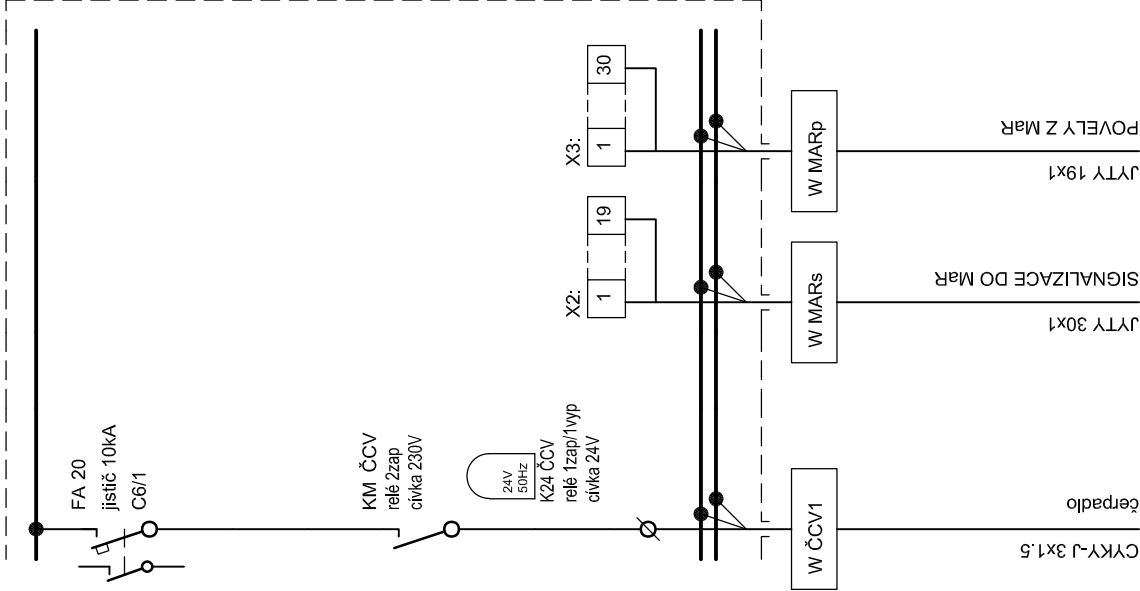 FA 20
jistič 10kA
C6/1
KM ČCV
relé 2zap
cívka 230V
24V
50Hz
K24 ČCV
relé 1zap/1vyp
cívka 24V
X2:
1
19
X3:
1
30
W ČCV1
W MARs
W MARp
CYKY-J 3x1.5
čerpadlo
JYTY 30x1
SIGNALIZACE DO MaR
JYTY 19x1
POVELY Z MaR